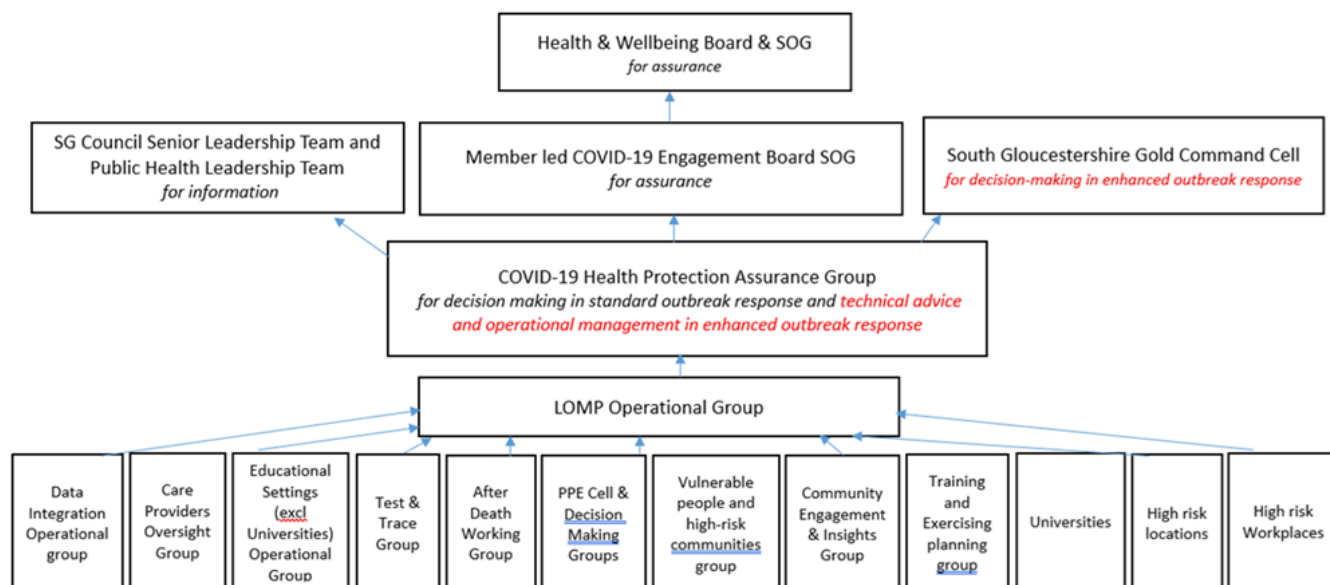 Health & Wellbeing Board & SOG
for assurance
SG Council Senior Leadership Team and
Public Health Leadership Team
for information
Member led COVID-19 Engagement Board SOG
for assurance
South Gloucestershire Gold Command Cell
for decision-making in enhanced outbreak response
COVID-19 Health Protection Assurance Group
for decision making in standard outbreak response and technical advice
and operational management in enhanced outbreak response
LOMP Operational Group
Data
Integration
Operational
group
Care
Providers
Oversight
Group
Educational
Settings
(excl
Universities)
Operational
Group
Test &
Trace
Group
After
Death
Working
Group
PPE Cell &
Decision
Making
Groups
Vulnerable
people and
high-risk
communities
group
Community
Engagement
& Insights
Group
Training
and
Exercising
planning
group
Universities
High risk
locations
High risk
Workplaces